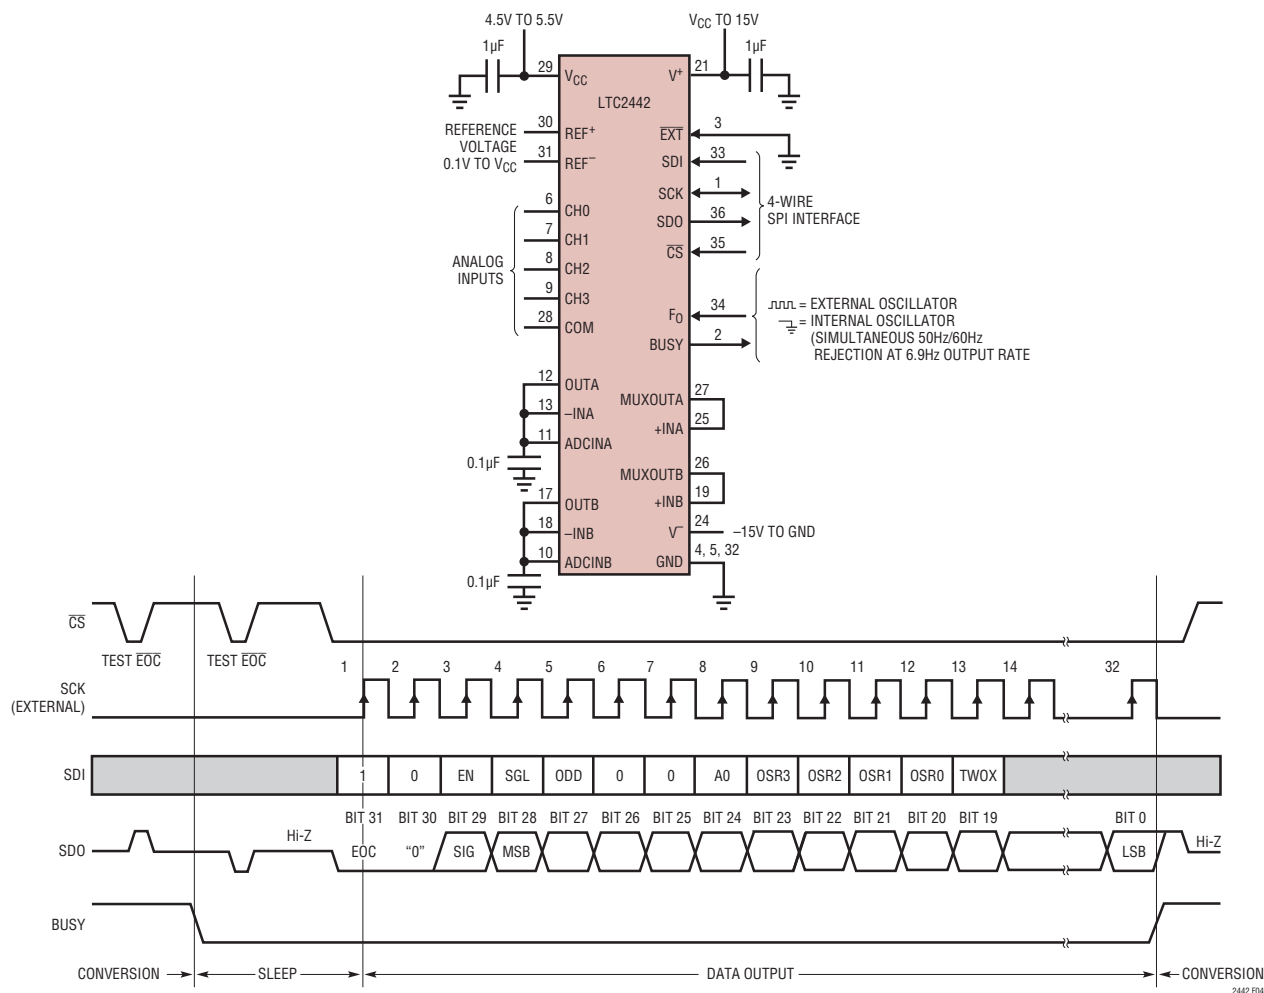 4.5V TO 5.5V
VCC TO 15V
1µF
1µF
29
VCC
V+
21
LTC2442
30
REF+
REFERENCE
VOLTAGE
0.1V TO VCC
31
REF−
EXT
3
SDI
33
SCK
1
SDO
36
CS
35
4-WIRE
SPI INTERFACE
6
CH0
7
CH1
8
CH2
9
CH3
28
COM
ANALOG
INPUTS
FO
34
BUSY
2
= EXTERNAL OSCILLATOR
= INTERNAL OSCILLATOR
(SIMULTANEOUS 50Hz/60Hz
REJECTION AT 6.9Hz OUTPUT RATE
12
OUTA
13
–INA
11
ADCINA
0.1µF
MUXOUTA
27
+INA
25
MUXOUTB
26
+INB
19
17
OUTB
18
–INB
10
ADCINB
0.1µF
V−
24
–15V TO GND
GND
4, 5, 32
CS
TEST EOC
TEST EOC
SCK
(EXTERNAL)
1 2 3 4 5 6 7 8 9 10 11 12 13 14 32
SDI
1 0 EN SGL ODD 0 0 A0 OSR3 OSR2 OSR1 OSR0 TWOX
BIT 31 BIT 30 BIT 29 BIT 28 BIT 27 BIT 26 BIT 25 BIT 24 BIT 23 BIT 22 BIT 21 BIT 20 BIT 19 BIT 0
SDO
Hi-Z
EOC “0” SIG MSB LSB
Hi-Z
BUSY
CONVERSION
SLEEP
DATA OUTPUT
CONVERSION
2442 F04